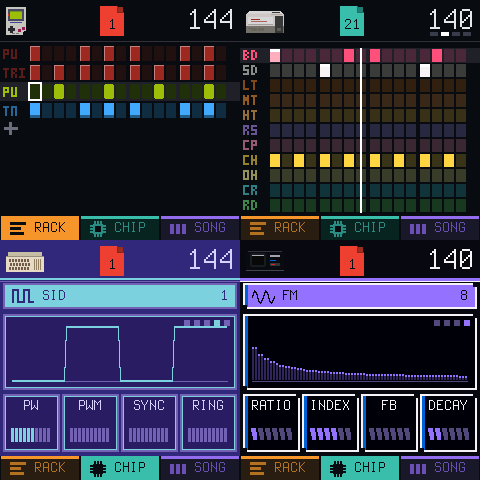 1 144
PU
TRI
PU
TN
RACK CHIP SONG
21 140
BD
SD
LT
MT
HT
RS
CP
CH
OH
CR
RD
RACK CHIP SONG
1 144
SID 1
PW PWM SYNC RING
RACK CHIP SONG
1 140
FM 8
RATIO INDEX FB DECAY
RACK CHIP SONG